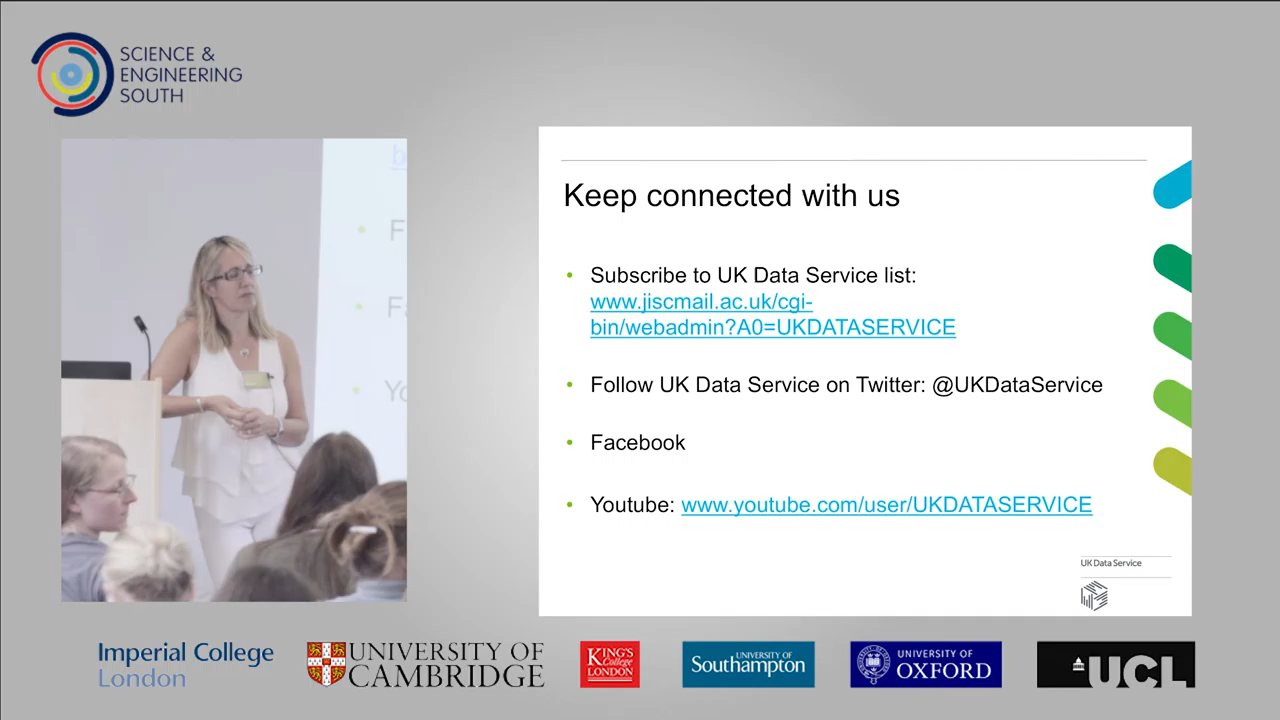 SCIENCE &
ENGINEERING
SOUTH
Keep connected with us
• Subscribe to UK Data Service list:
www.jiscmail.ac.uk/cgi-
bin/webadmin?A0=UKDATASERVICE
• Follow UK Data Service on Twitter: @UKDataService
• Facebook
• Youtube: www.youtube.com/user/UKDATASERVICE
UK Data Service
Imperial College
London
UNIVERSITY OF
CAMBRIDGE
KING'S
College
LONDON
UNIVERSITY OF
Southampton
UNIVERSITY OF
OXFORD
UCL